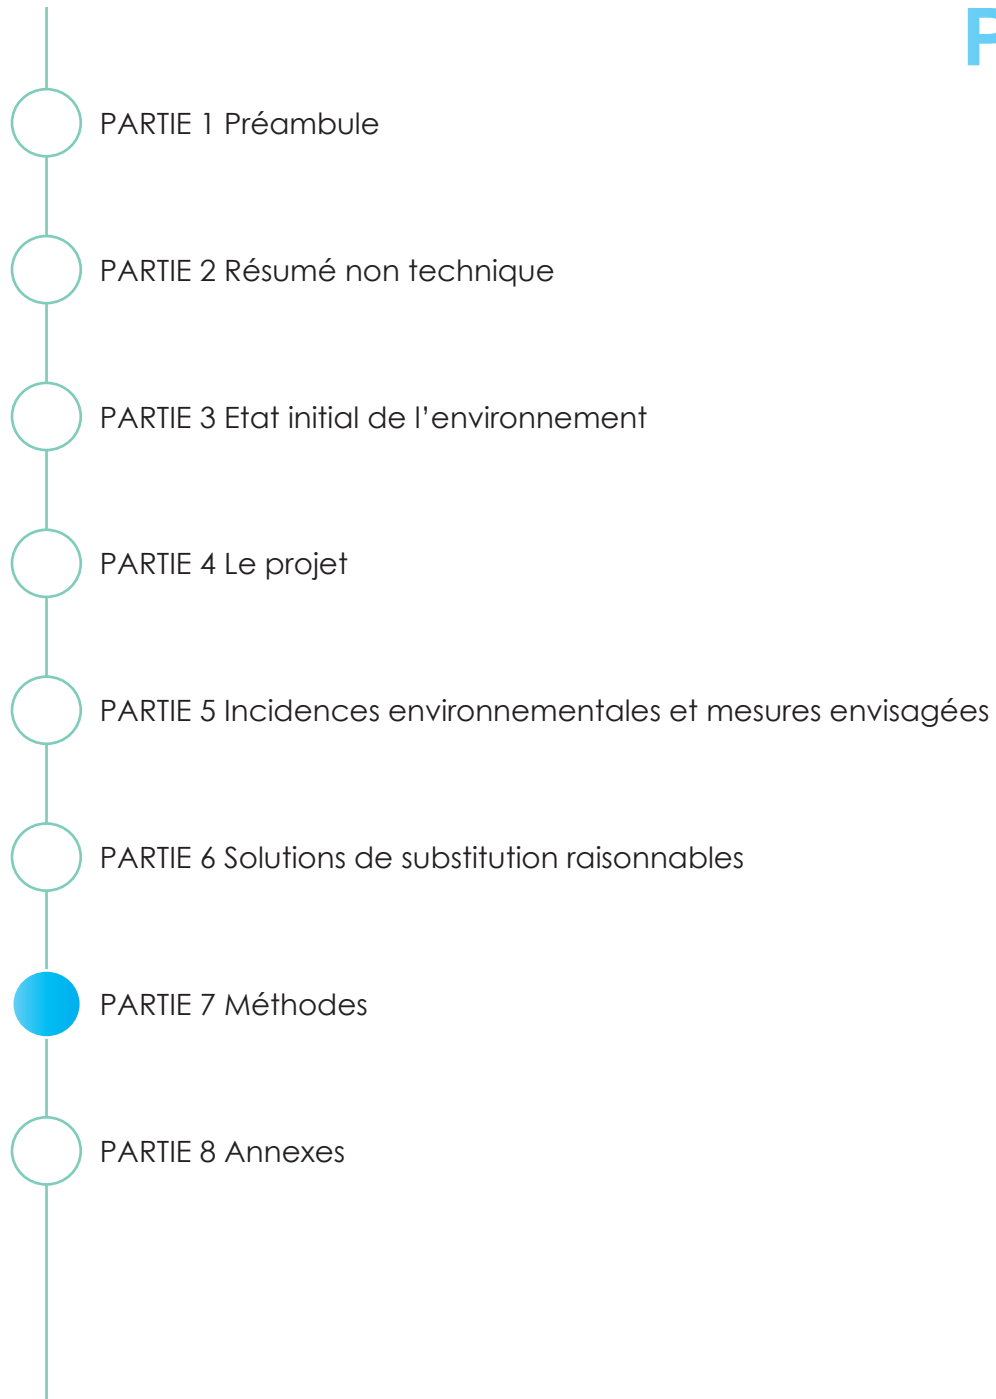 P
PARTIE 1 Préambule
PARTIE 2 Résumé non technique
PARTIE 3 Etat initial de l’environnement
PARTIE 4 Le projet
PARTIE 5 Incidences environnementales et mesures envisagées
PARTIE 6 Solutions de substitution raisonnables
PARTIE 7 Méthodes
PARTIE 8 Annexes